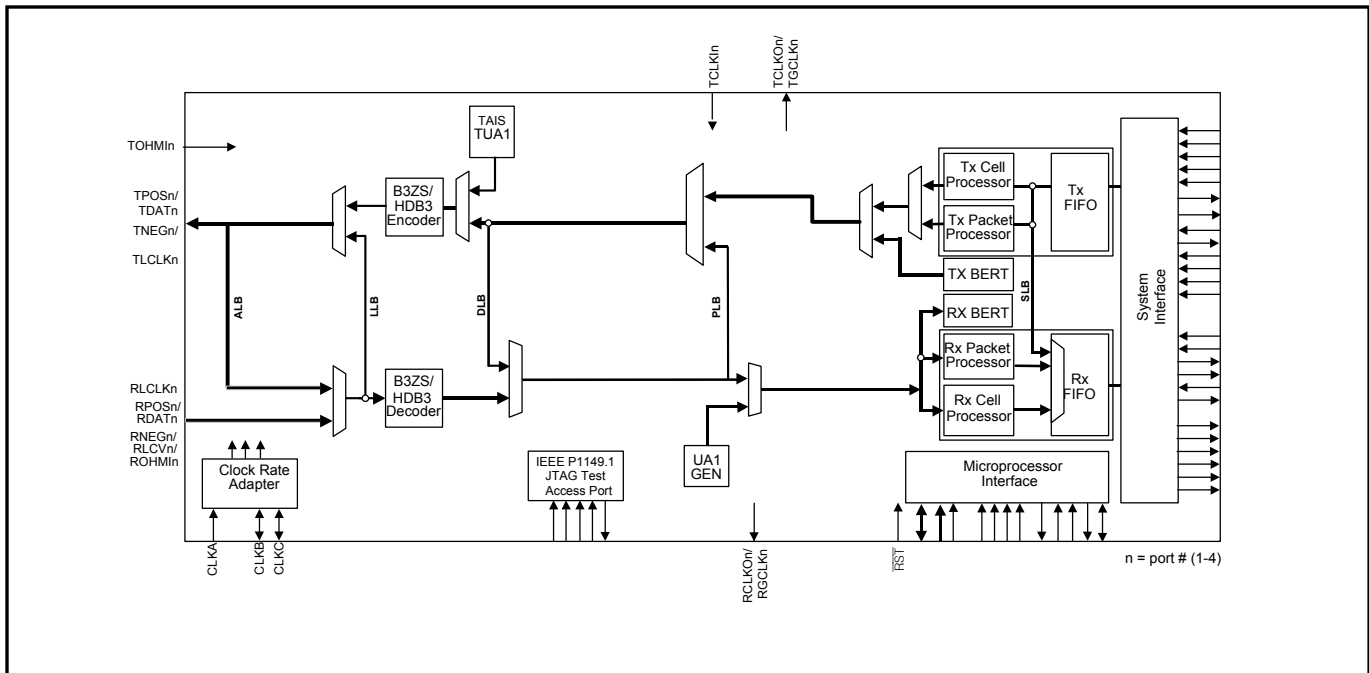 TCLKIn
TCLKOn/
TGCLKn
TOHMIn
TAIS
TUA1
TPOSn/
TDATn
TNEGn/
TLCLKn
B3ZS/
HDB3
Encoder
Tx Cell
Processor
Tx
FIFO
Tx Packet
Processor
TX BERT
ALB
LLB
DLB
PLB
SLB
RX BERT
System
Interface
RLCLKn
RPOSn/
RDATn
RNEGn/
RLCVn/
ROHMIn
B3ZS/
HDB3
Decoder
Rx Packet
Processor
Rx
FIFO
Rx Cell
Processor
Clock Rate
Adapter
IEEE P1149.1
JTAG Test
Access Port
UA1
GEN
Microprocessor
Interface
CLKA
CLKB
CLKC
RCLKOn/
RGCLKn
RST
n = port # (1-4)